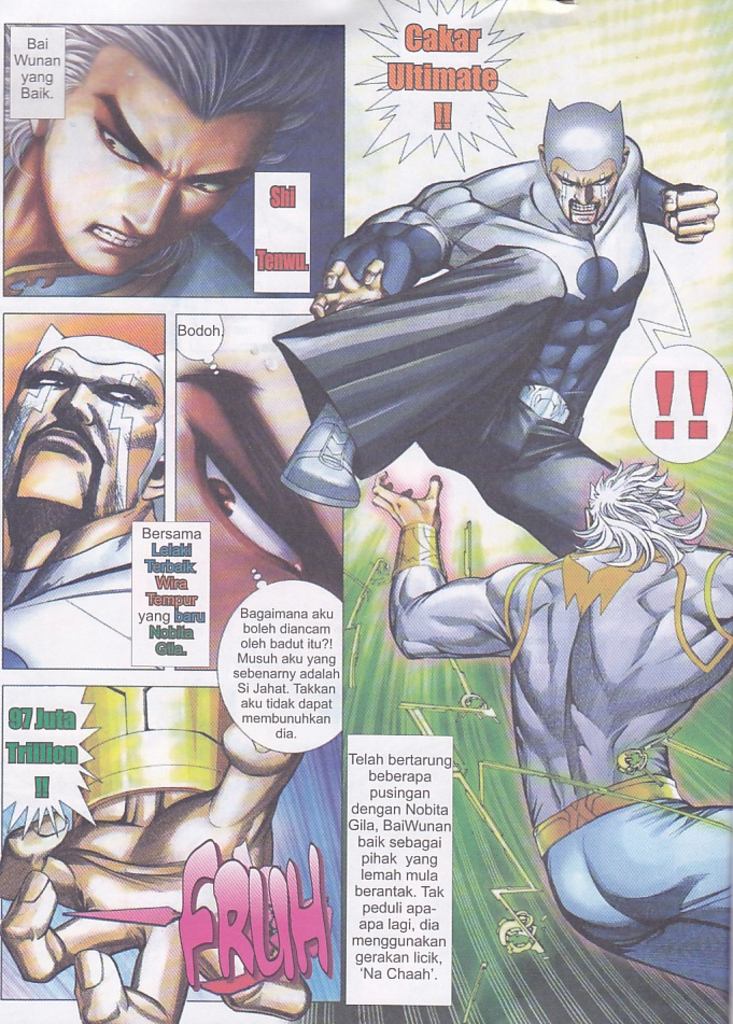 Bai
Wunan
yang
Baik.
Shi
Tenwu.
Cakar
Ultimate
!!
!!
Bodoh.
Bersama
Lelaki
Terbaik
Wira
Tempur
yang baru
Nobita
Gila.
Bagaimana aku
boleh diancam
oleh badut itu?!
Musuh aku yang
sebenarny adalah
Si Jahat. Takkan
aku tidak dapat
membunuhkan
dia.
97 Juta
Trillion
!!
FRUH
Telah bertarung
beberapa
pusingan
dengan Nobita
Gila, BaiWunan
baik sebagai
pihak yang
lemah mula
berantak. Tak
peduli apa-
apa lagi, dia
menggunakan
gerakan licik,
'Na Chaah'.